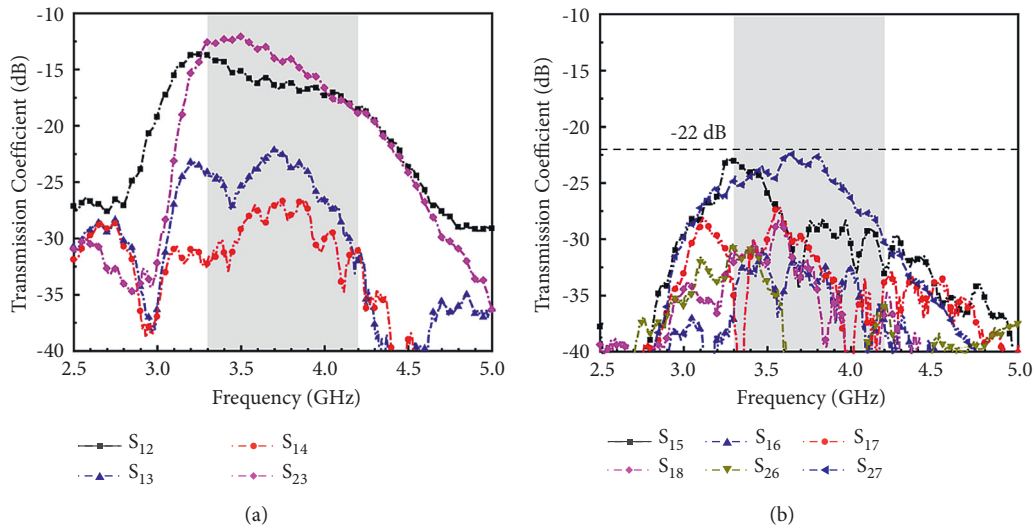 -10
-15
-20
-25
-30
-35
-40
Transmission Coefficient (dB)
2.5 3.0 3.5 4.0 4.5 5.0
Frequency (GHz)
S12 S14
S13 S23
(a)
-10
-15
-20
-25
-30
-35
-40
Transmission Coefficient (dB)
-22 dB
2.5 3.0 3.5 4.0 4.5 5.0
Frequency (GHz)
S15 S16 S17
S18 S26 S27
(b)